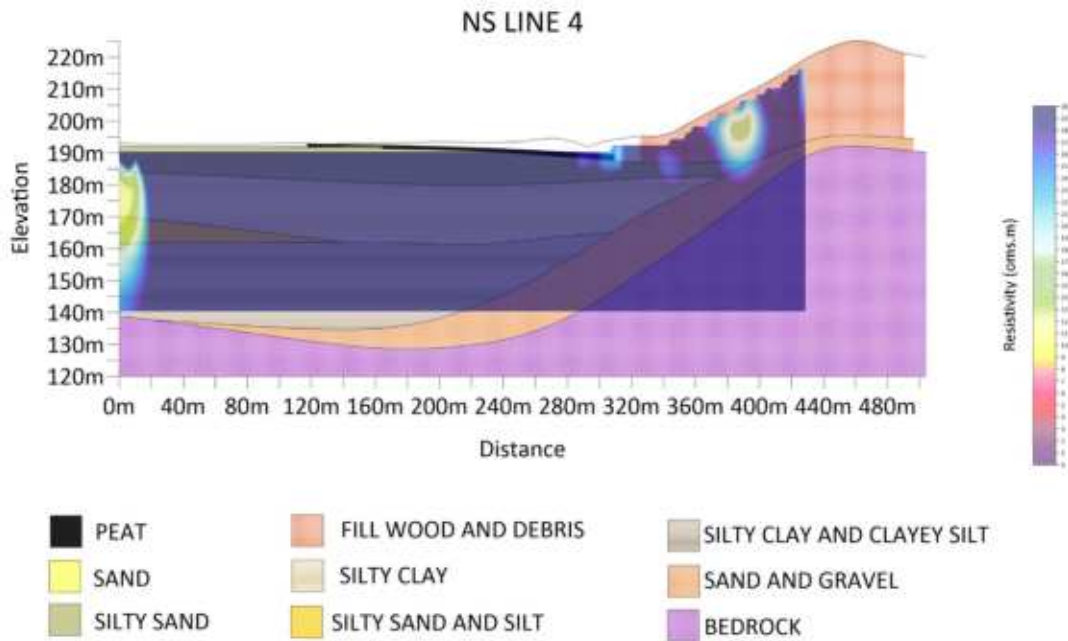 NS LINE 4
220m
210m
200m
190m
180m
170m
160m
150m
140m
130m
120m
Elevation
0m 40m 80m 120m 160m 200m 240m 280m 320m 360m 400m 440m 480m
Distance
Resistivity (oms.m)
PEAT
FILL WOOD AND DEBRIS
SILTY CLAY AND CLAYEY SILT
SAND
SILTY CLAY
SAND AND GRAVEL
SILTY SAND
SILTY SAND AND SILT
BEDROCK